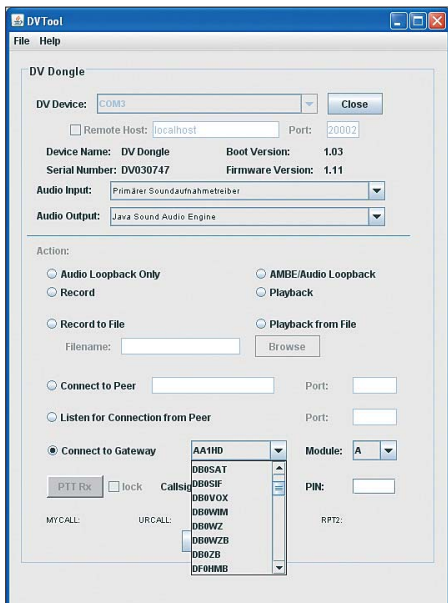 DVTool
File Help
DV Dongle
DV Device: COM3 Close
Remote Host: localhost Port: 20002
Device Name: DV Dongle Boot Version: 1.03
Serial Number: DV030747 Firmware Version: 1.11
Audio Input: Primärer Soundaufnahmetreiber
Audio Output: Java Sound Audio Engine
Action:
Audio Loopback Only AMBE/Audio Loopback
Record Playback
Record to File Playback from File
Filename: Browse
Connect to Peer Port:
Listen for Connection from Peer Port:
Connect to Gateway AA1HD Module: A
DB0SAT
PTT Rx lock Callsig DB0SIF PIN:
DB0VOX
MYCALL: URCALL: DB0WIM RPT2:
DB0WZ
DB0WZB
DB0ZB
DF0HMB